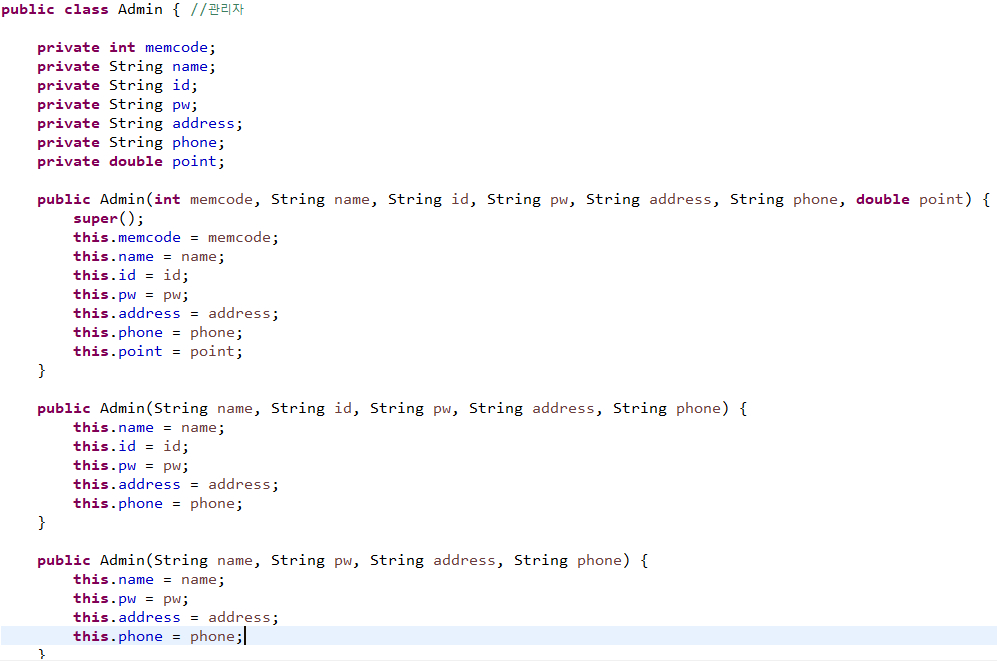 public class Admin { //관리자
private int memcode;
private String name;
private String id;
private String pw;
private String address;
private String phone;
private double point;
public Admin(int memcode, String name, String id, String pw, String address, String phone, double point) {
super();
this.memcode = memcode;
this.name = name;
this.id = id;
this.pw = pw;
this.address = address;
this.phone = phone;
this.point = point;
}
public Admin(String name, String id, String pw, String address, String phone) {
this.name = name;
this.id = id;
this.pw = pw;
this.address = address;
this.phone = phone;
}
public Admin(String name, String pw, String address, String phone) {
this.name = name;
this.pw = pw;
this.address = address;
this.phone = phone;
}